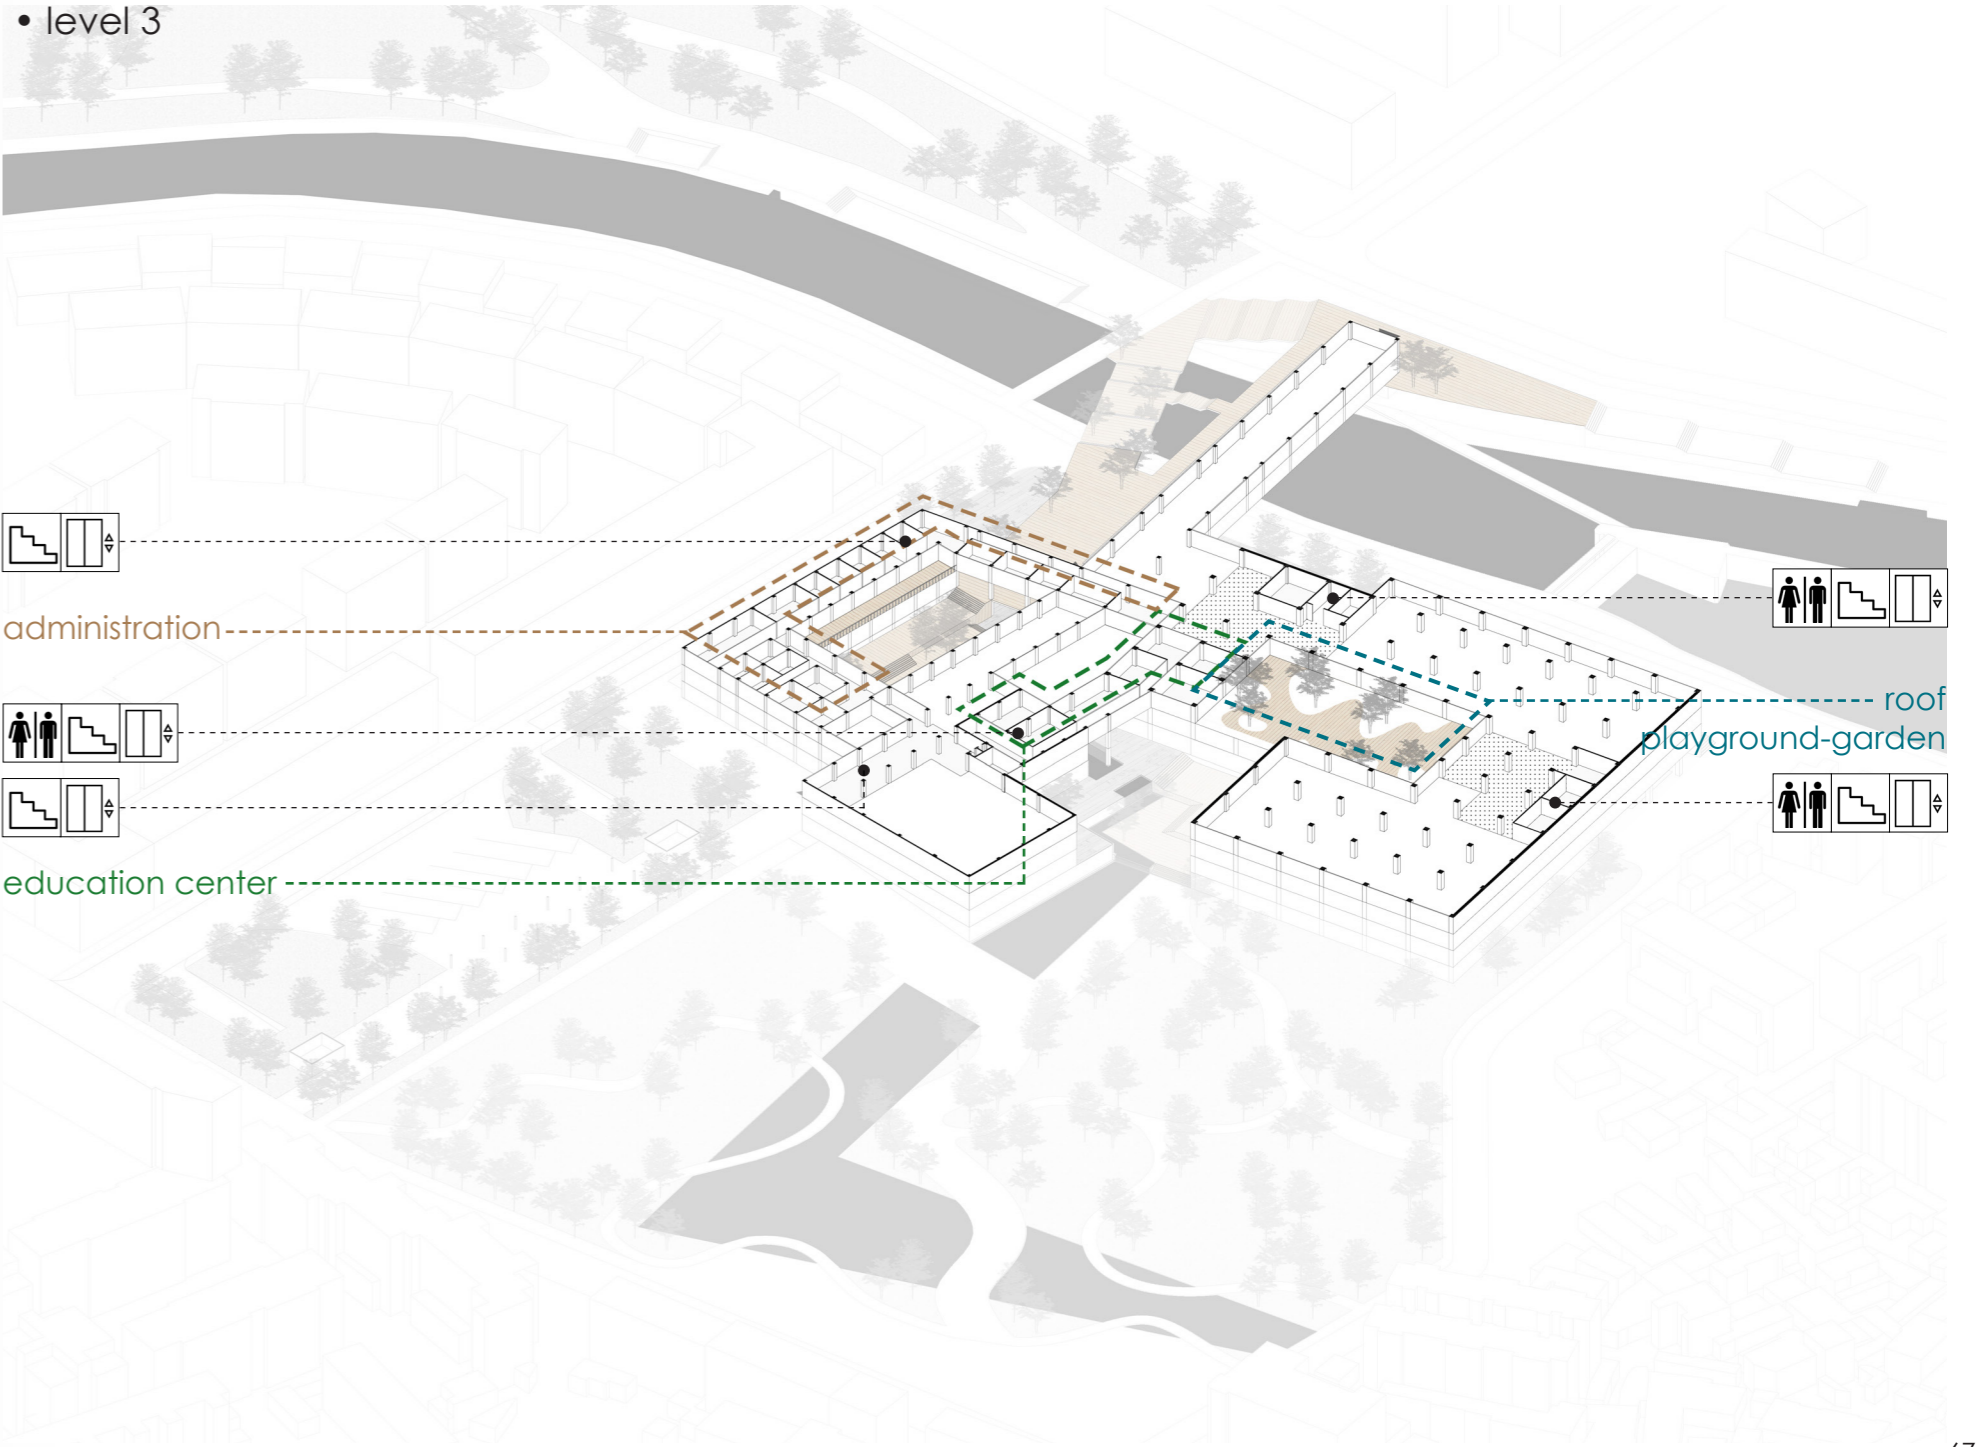 • level 3
administration
roof
playground-garden
education center